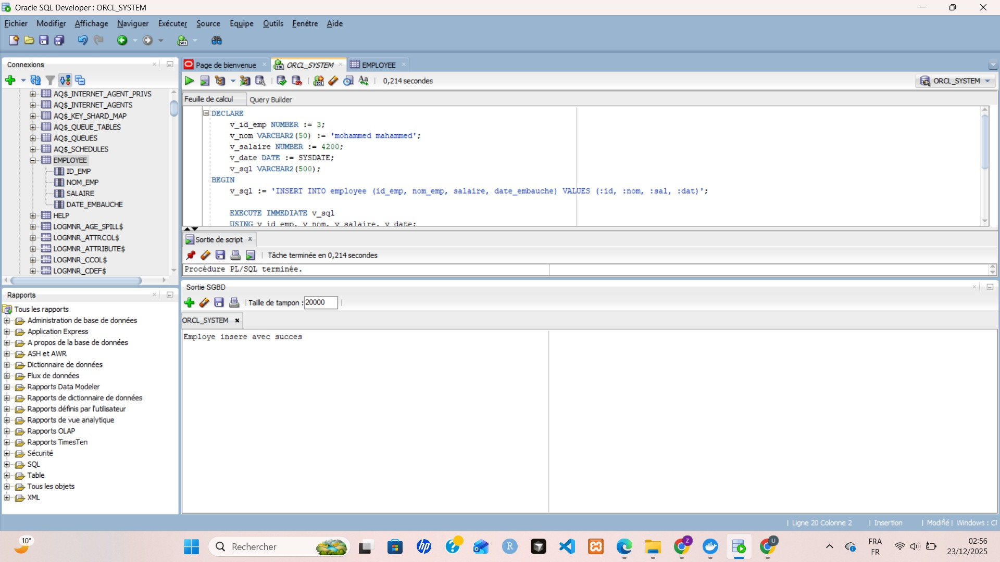 Oracle SQL Developer : ORCL_SYSTEM
Fichier Modifier Affichage Naviguer Exécuter Source Equipe Outils Fenêtre Aide
Connexions
AQ$_INTERNET_AGENT_PRIVS
AQ$_INTERNET_AGENTS
AQ$_KEY_SHARD_MAP
AQ$_QUEUE_TABLES
AQ$_QUEUES
AQ$_SCHEDULES
EMPLOYEE
ID_EMP
NOM_EMP
SALAIRE
DATE_EMBAUCHE
HELP
LOGMNR_AGE_SPILL$
LOGMNR_ATTRCOL$
LOGMNR_ATTRIBUTE$
LOGMNR_CCOL$
LOGMNR_CDEF$
Rapports
Tous les rapports
Administration de base de données
Application Express
A propos de la base de données
ASH et AWR
Dictionnaire de données
Flux de données
Rapports Data Modeler
Rapports de dictionnaire de données
Rapports définis par l'utilisateur
Rapports de vue analytique
Rapports OLAP
Rapports TimesTen
Sécurité
SQL
Table
Tous les objets
XML
Page de bienvenue ORCL_SYSTEM EMPLOYEE
0,214 secondes ORCL_SYSTEM
Feuille de calcul Query Builder
DECLARE
v_id_emp NUMBER := 3;
v_nom VARCHAR2(50) := 'mohammed mahammed';
v_salaire NUMBER := 4200;
v_date DATE := SYSDATE;
v_sql VARCHAR2(500);
BEGIN
v_sql := 'INSERT INTO employee (id_emp, nom_emp, salaire, date_embauche) VALUES (:id, :nom, :sal, :dat)';
EXECUTE IMMEDIATE v_sql
USING v_id_emp, v_nom, v_salaire, v_date;
Sortie de script
Tâche terminée en 0,214 secondes
Procédure PL/SQL terminée.
Sortie SGBD
Taille de tampon : 20000
ORCL_SYSTEM
Employe insere avec succes
Ligne 20 Colonne 2 | Insertion | Modifié | Windows : CR
10°
Rechercher
FRA
FR
02:56
23/12/2025